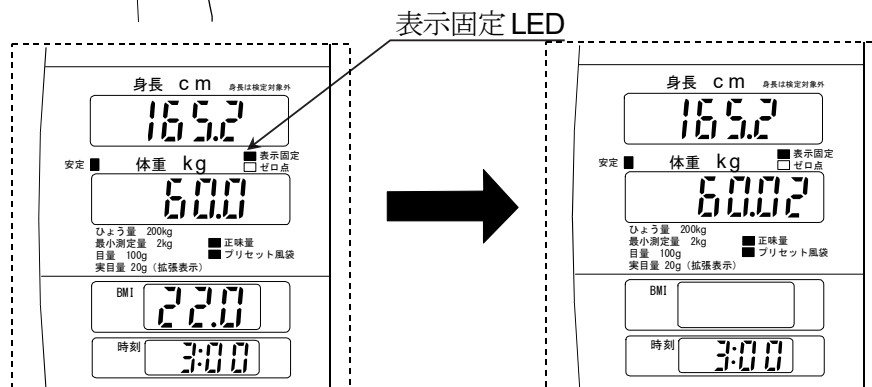 表示固定 LED
身長 cm 身長は検定対象外
165.2
安定 体重 kg 表示固定
ゼロ点
60.0
ひょう量 200kg
最小測定量 2kg 正味量
目量 100g プリセット風袋
実目量 20g（拡張表示）
BMI 22.0
時刻 3:00
身長 cm 身長は検定対象外
165.2
安定 体重 kg 表示固定
ゼロ点
60.02
ひょう量 200kg
最小測定量 2kg 正味量
目量 100g プリセット風袋
実目量 20g（拡張表示）
BMI
時刻 3:00